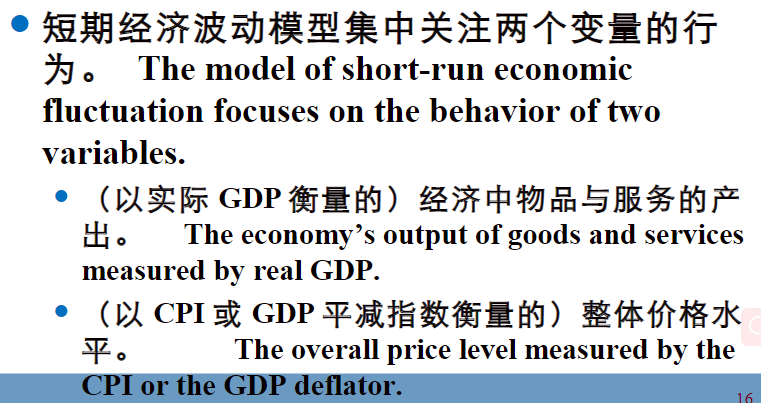 短期经济波动模型集中关注两个变量的行
为。 The model of short-run economic
fluctuation focuses on the behavior of two
variables.
（以实际 GDP 衡量的）经济中物品与服务的产
出。 The economy’s output of goods and services
measured by real GDP.
（以 CPI 或 GDP 平减指数衡量的）整体价格水
平。 The overall price level measured by the
CPI or the GDP deflator.
16